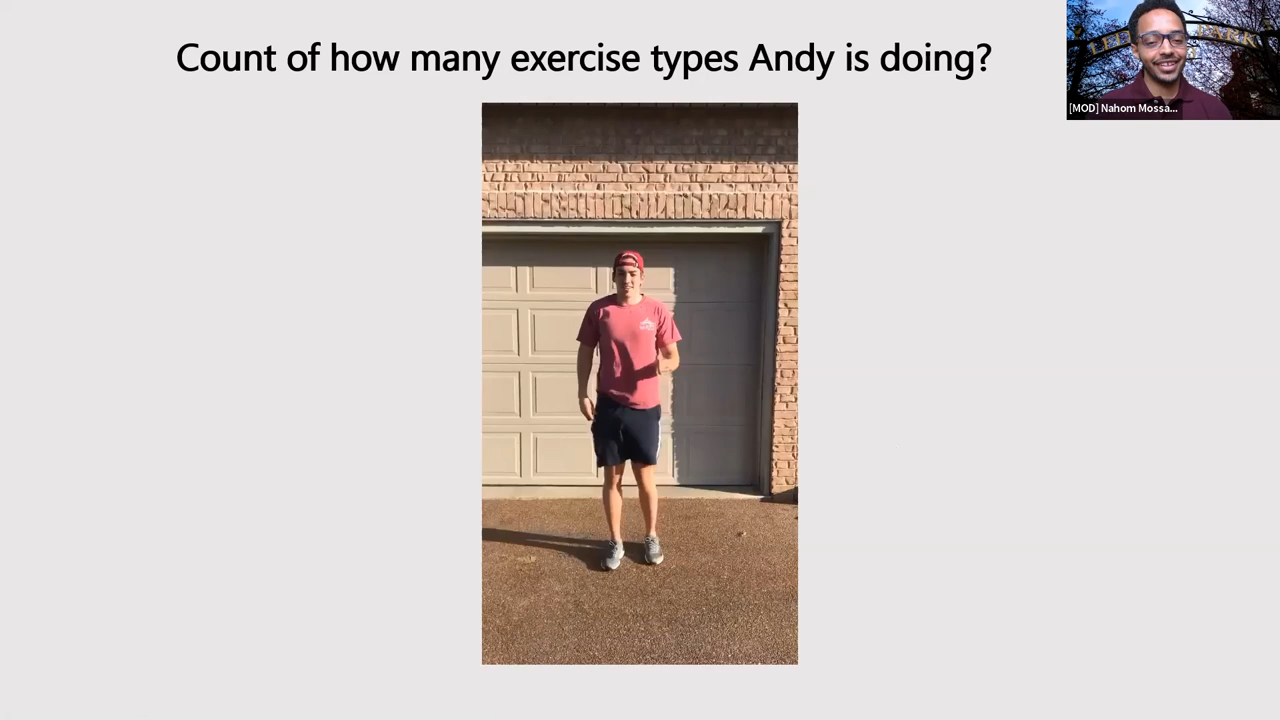 Count of how many exercise types Andy is doing?
[MOD] Nahom Mossa...